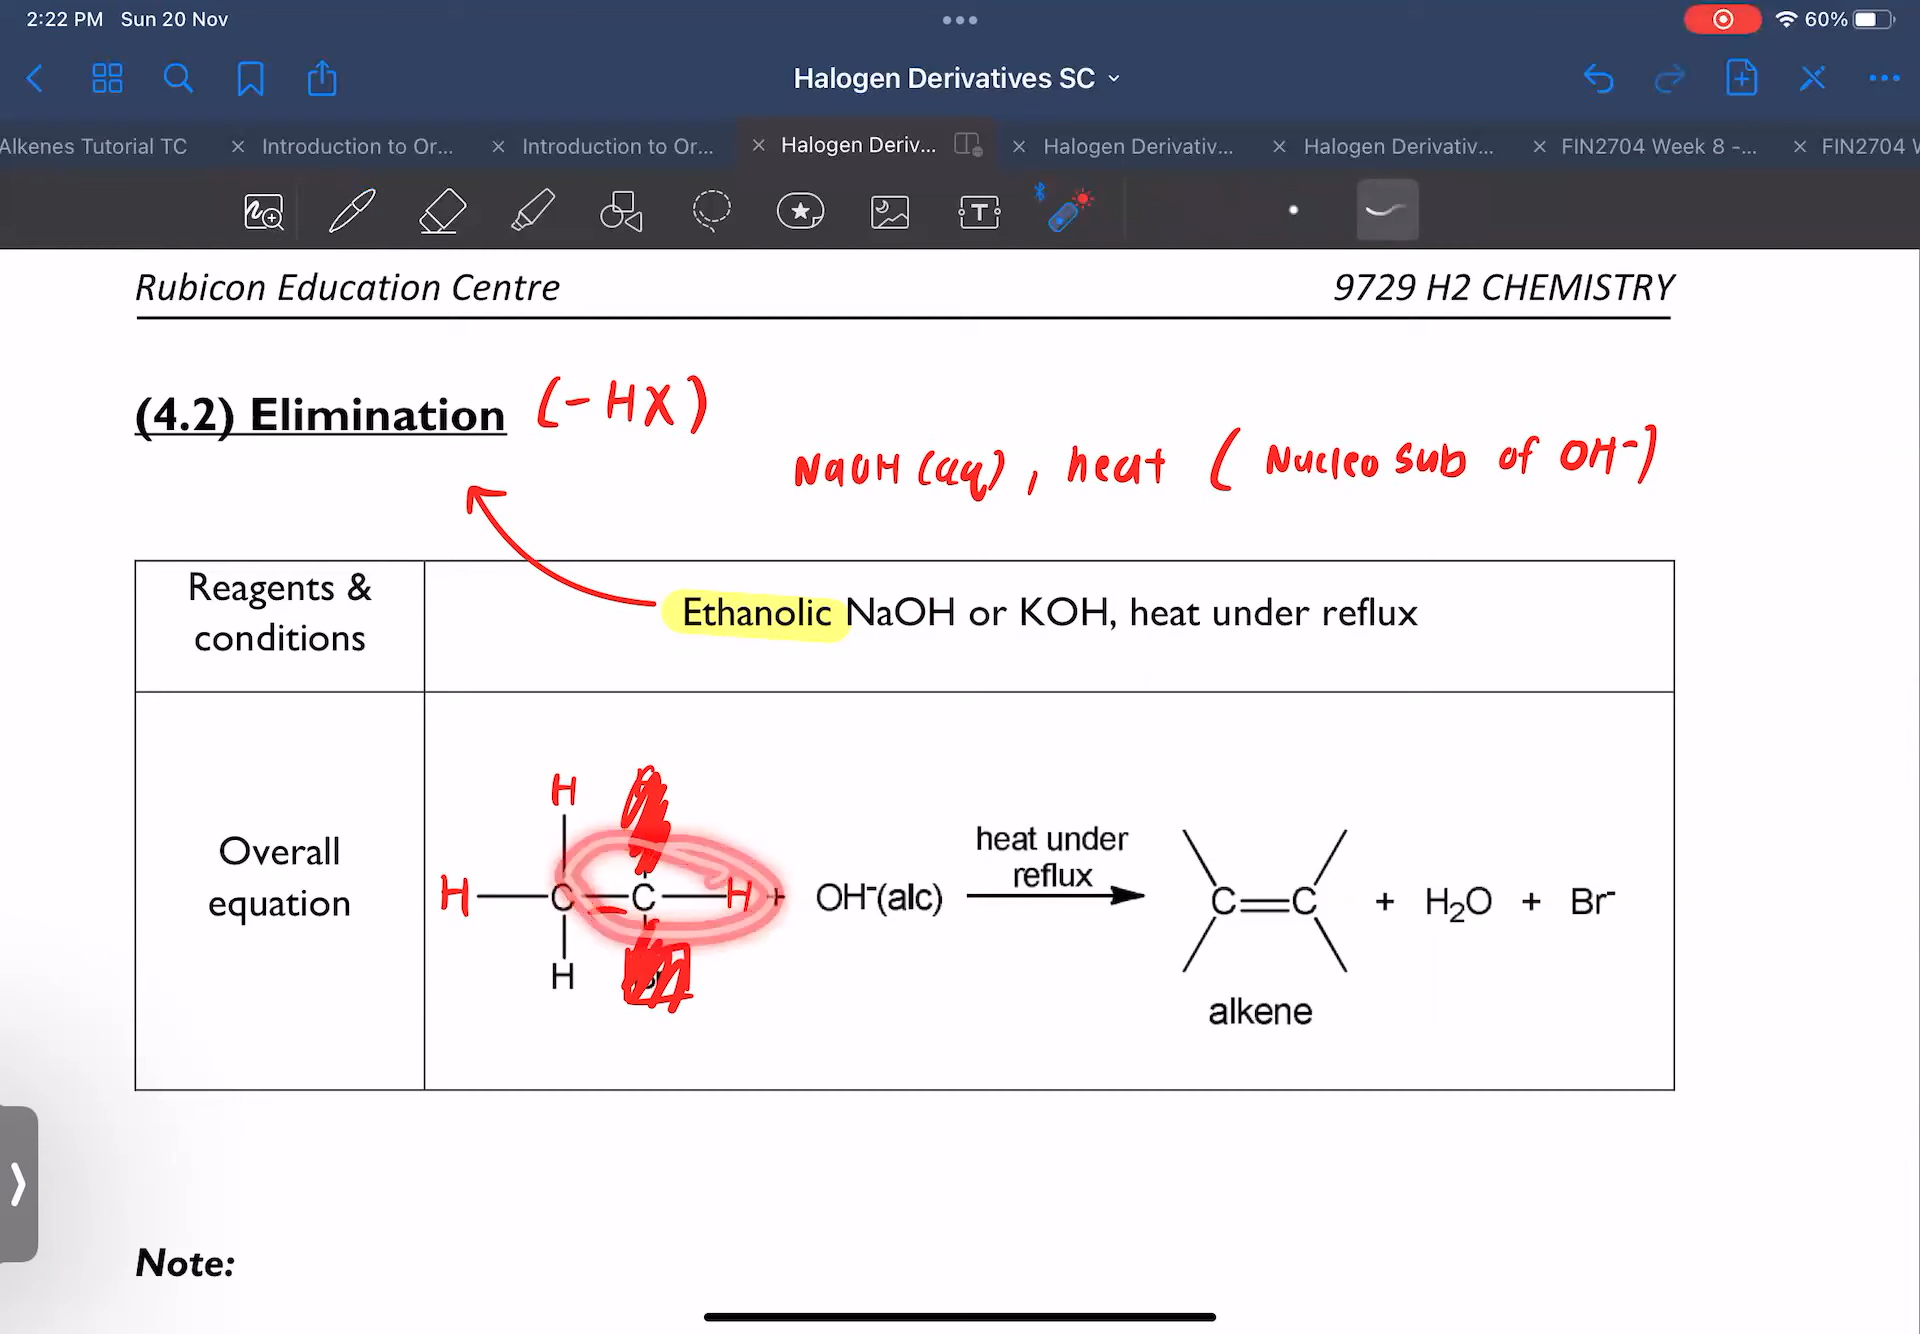 2:22 PM Sun 20 Nov
60%
Halogen Derivatives SC
Alkenes Tutorial TC
Introduction to Or...
Introduction to Or...
Halogen Deriv...
Halogen Derivativ...
Halogen Derivativ...
FIN2704 Week 8 -...
FIN2704
Rubicon Education Centre 9729 H2 CHEMISTRY
(4.2) Elimination (-HX)
NaOH (aq), heat (Nucleo sub of OH⁻)
Reagents & conditions
Ethanolic NaOH or KOH, heat under reflux
Overall equation
H
H C C H + OH⁻(alc) heat under reflux C=C + H₂O + Br⁻
H
alkene
Note: